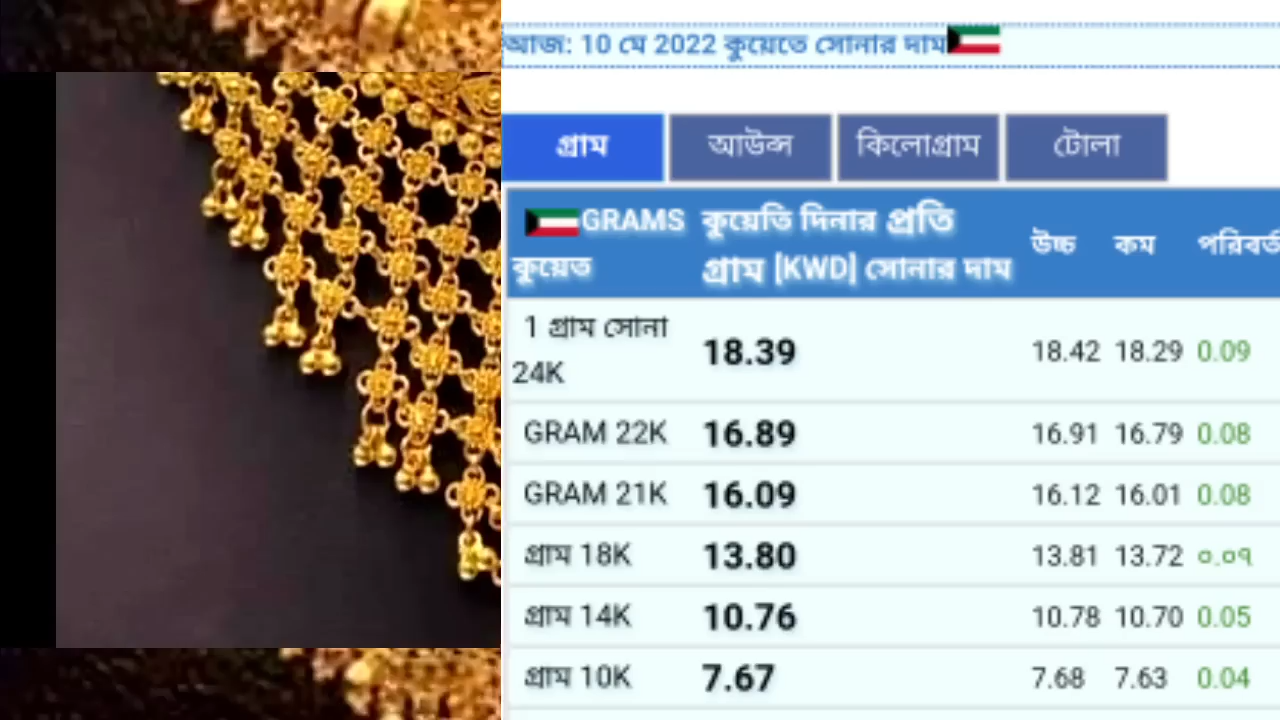 আজ: 10 মে 2022 কুয়েতে সোনার দাম
গ্রাম আউন্স কিলোগ্রাম টোলা
GRAMS কুয়েত কুয়েতি দিনার প্রতি গ্রাম [KWD] সোনার দাম উচ্চ কম
1 গ্রাম সোনা 24K 18.39 18.42 18.29 0.09
GRAM 22K 16.89 16.91 16.79 0.08
GRAM 21K 16.09 16.12 16.01 0.08
গ্রাম 18K 13.80 13.81 13.72 ০.০৭
গ্রাম 14K 10.76 10.78 10.70 0.05
গ্রাম 10K 7.67 7.68 7.63 0.04